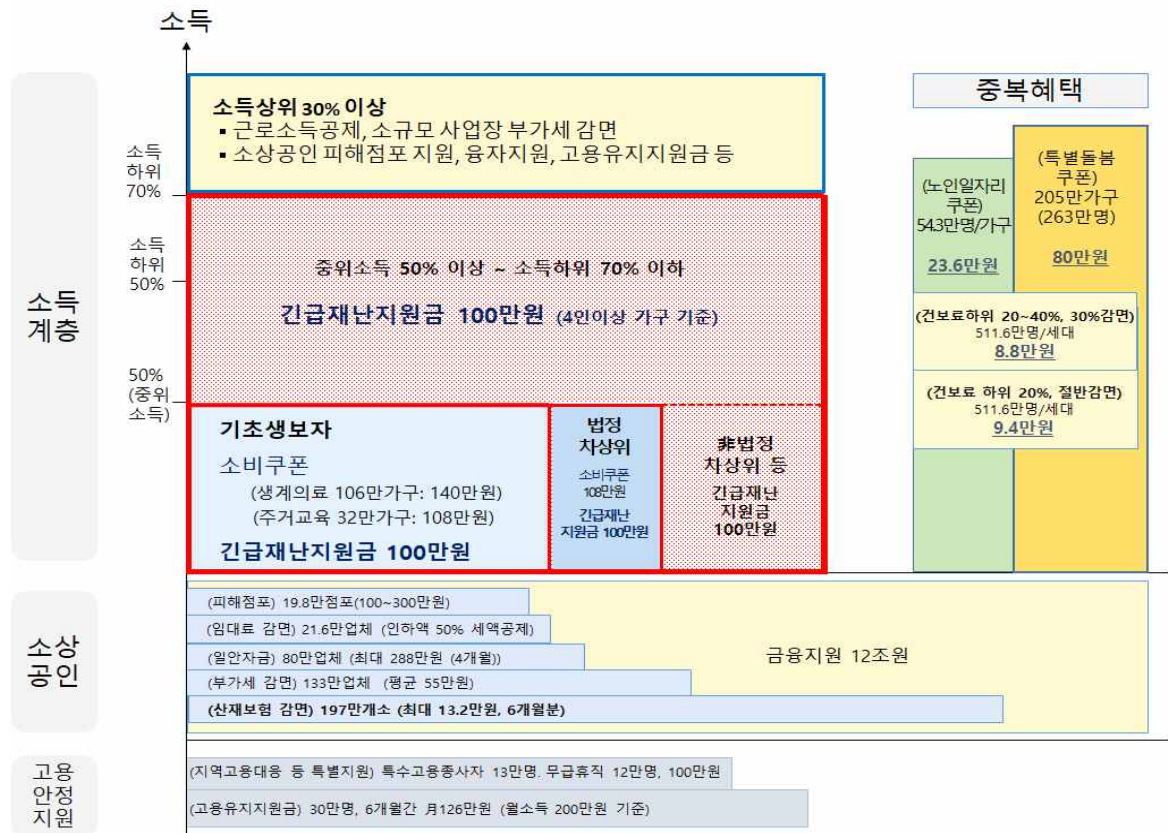 소득
소득
계층
소득
하위
70%
소득
하위
50%
50%
(중위
소득)
소득상위 30% 이상
▪ 근로소득공제, 소규모 사업장 부가세 감면
▪ 소상공인 피해점포 지원, 융자지원, 고용유지지원금 등
중위소득 50% 이상 ~ 소득하위 70% 이하
긴급재난지원금 100만원 (4인이상 가구 기준)
기초생보자
소비쿠폰
(생계의료 106만가구: 140만원)
(주거교육 32만가구: 108만원)
긴급재난지원금 100만원
법정
차상위
소비쿠폰
108만원
긴급재난
지원금 100만원
非법정
차상위 등
긴급재난
지원금
100만원
중복혜택
(노인일자리
쿠폰)
54.3만명/가구
23.6만원
(특별돌봄
쿠폰)
205만가구
(263만명)
80만원
(건보료하위 20~40%, 30%감면)
511.6만명/세대
8.8만원
(건보료 하위 20%, 절반감면)
511.6만명/세대
9.4만원
소상
공인
(피해점포) 19.8만점포(100~300만원)
(임대료 감면) 21.6만업체 (인하액 50% 세액공제)
(일안자금) 80만업체 (최대 288만원 (4개월))
(부가세 감면) 133만업체 (평균 55만원)
(산재보험 감면) 197만개소 (최대 13.2만원, 6개월분)
금융지원 12조원
고용
안정
지원
(지역고용대응 등 특별지원) 특수고용종사자 13만명. 무급휴직 12만명, 100만원
(고용유지지원금) 30만명, 6개월간 月126만원 (월소득 200만원 기준)